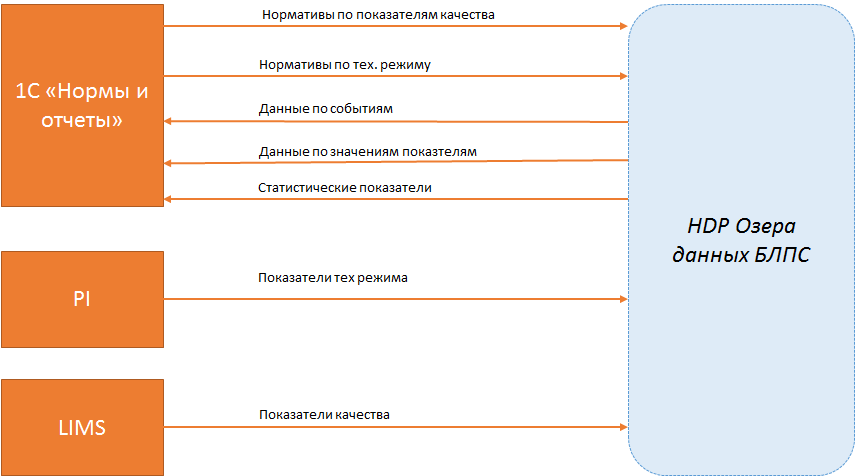 Нормативы по показателям качества
1С «Нормы и
отчеты»
Нормативы по тех. режиму
Данные по событиям
Данные по значениям показтелям
Статистические показатели
HDP Озера
данных БЛПС
PI
Показатели тех режима
LIMS
Показатели качества